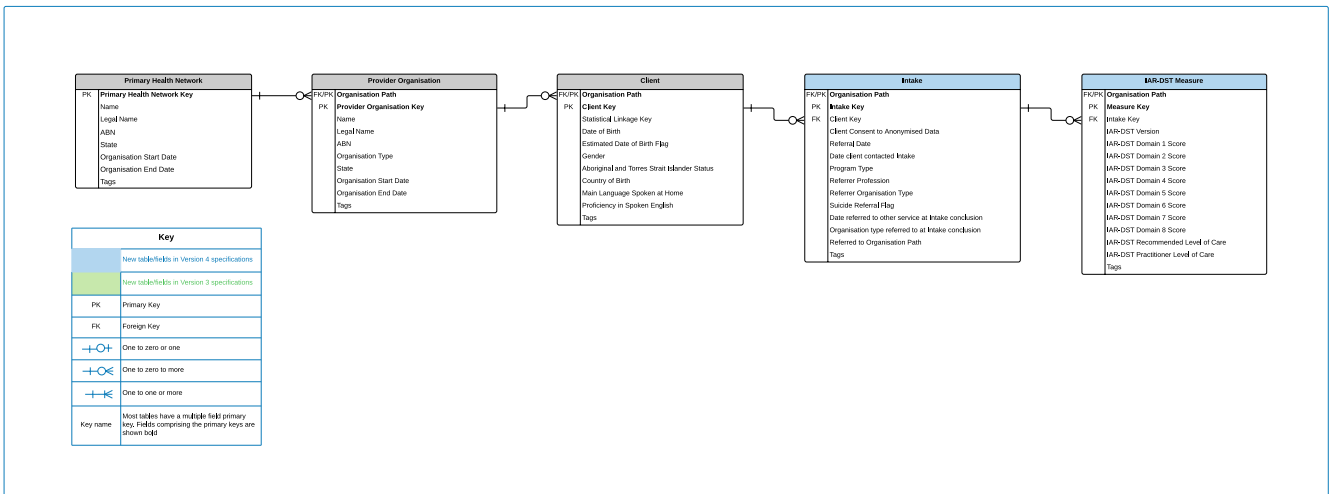 Primary Health Network
PK Primary Health Network Key
Name
Legal Name
ABN
State
Organisation Start Date
Organisation End Date
Tags
Provider Organisation
FK/PK Organisation Path
PK Provider Organisation Key
Name
Legal Name
ABN
Organisation Type
State
Organisation Start Date
Organisation End Date
Tags
Client
FK/PK Organisation Path
PK Client Key
Statistical Linkage Key
Date of Birth
Estimated Date of Birth Flag
Gender
Aboriginal and Torres Strait Islander Status
Country of Birth
Main Language Spoken at Home
Proficiency in Spoken English
Tags
Intake
FK/PK Organisation Path
PK Intake Key
FK Client Key
Client Consent to Anonymised Data
Referral Date
Date client contacted Intake
Program Type
Referrer Profession
Referrer Organisation Type
Suicide Referral Flag
Date referred to other service at Intake conclusion
Organisation type referred to at Intake conclusion
Referred to Organisation Path
Tags
IAR-DST Measure
FK/PK Organisation Path
PK Measure Key
FK Intake Key
IAR-DST Version
IAR-DST Domain 1 Score
IAR-DST Domain 2 Score
IAR-DST Domain 3 Score
IAR-DST Domain 4 Score
IAR-DST Domain 5 Score
IAR-DST Domain 6 Score
IAR-DST Domain 7 Score
IAR-DST Domain 8 Score
IAR-DST Recommended Level of Care
IAR-DST Practitioner Level of Care
Tags
Key
New table/fields in Version 4 specifications
New table/fields in Version 3 specifications
PK Primary Key
FK Foreign Key
One to zero or one
One to zero to more
One to one or more
Key name Most tables have a multiple field primary
key. Fields comprising the primary keys are
shown bold